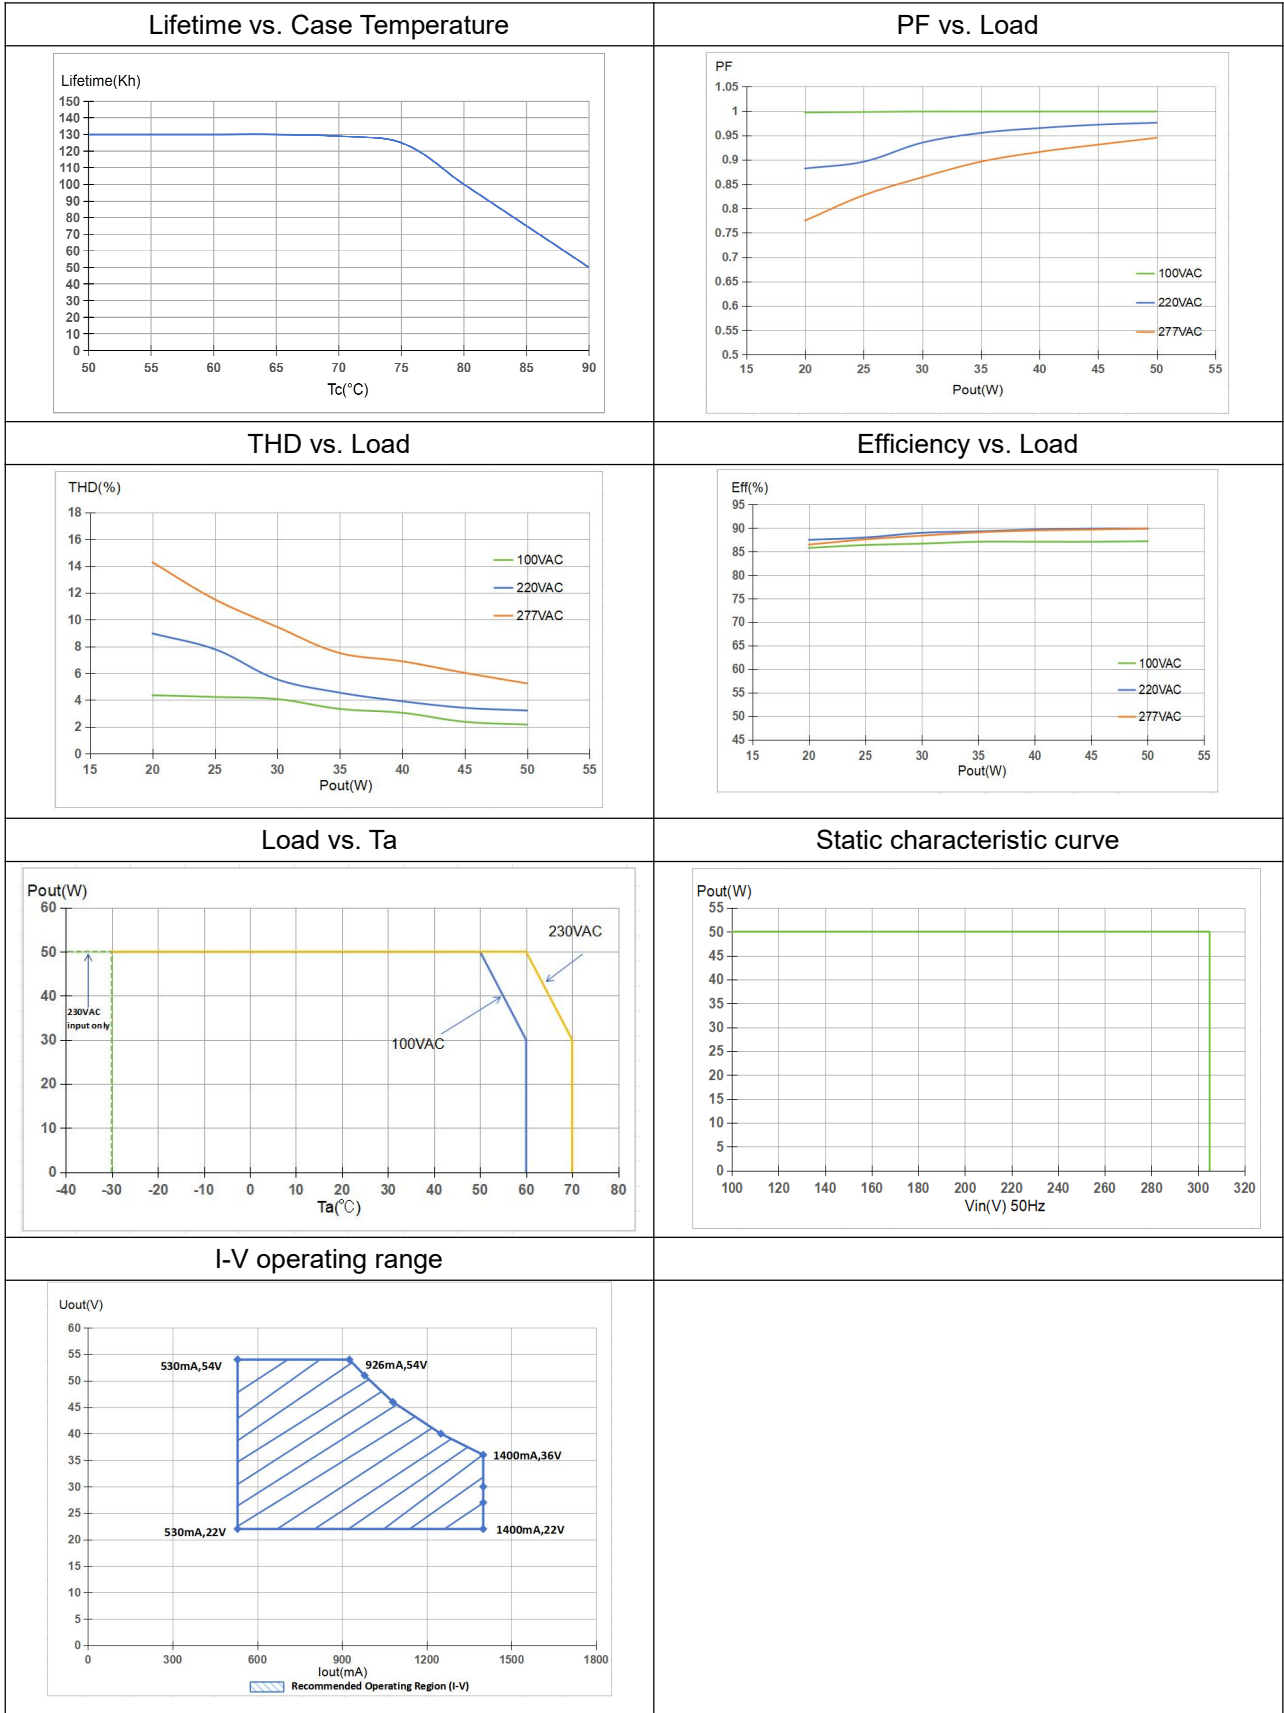 Lifetime vs. Case Temperature
PF vs. Load
Lifetime(Kh)
150
140
130
120
110
100
90
80
70
60
50
40
30
20
10
0
50 55 60 65 70 75 80 85 90
Tc(°C)
PF
1.05
1
0.95
0.9
0.85
0.8
0.75
0.7
0.65
0.6
0.55
0.5
100VAC
220VAC
277VAC
15 20 25 30 35 40 45 50 55
Pout(W)
THD vs. Load
Efficiency vs. Load
THD(%)
18
16
14
12
10
8
6
4
2
0
100VAC
220VAC
277VAC
15 20 25 30 35 40 45 50 55
Pout(W)
Eff(%)
95
90
85
80
75
70
65
60
55
50
45
100VAC
220VAC
277VAC
15 20 25 30 35 40 45 50 55
Pout(W)
Load vs. Ta
Static characteristic curve
Pout(W)
60
50
40
30
20
10
0
230VAC
input only
230VAC
100VAC
-40 -30 -20 -10 0 10 20 30 40 50 60 70 80
Ta(℃)
Pout(W)
55
50
45
40
35
30
25
20
15
10
5
0
100 120 140 160 180 200 220 240 260 280 300 320
Vin(V) 50Hz
I-V operating range
Uout(V)
60
55
50
45
40
35
30
25
20
15
10
5
0
530mA,54V
926mA,54V
1400mA,36V
530mA,22V
1400mA,22V
0 300 600 900 1200 1500 1800
Iout(mA)
Recommended Operating Region (I-V)